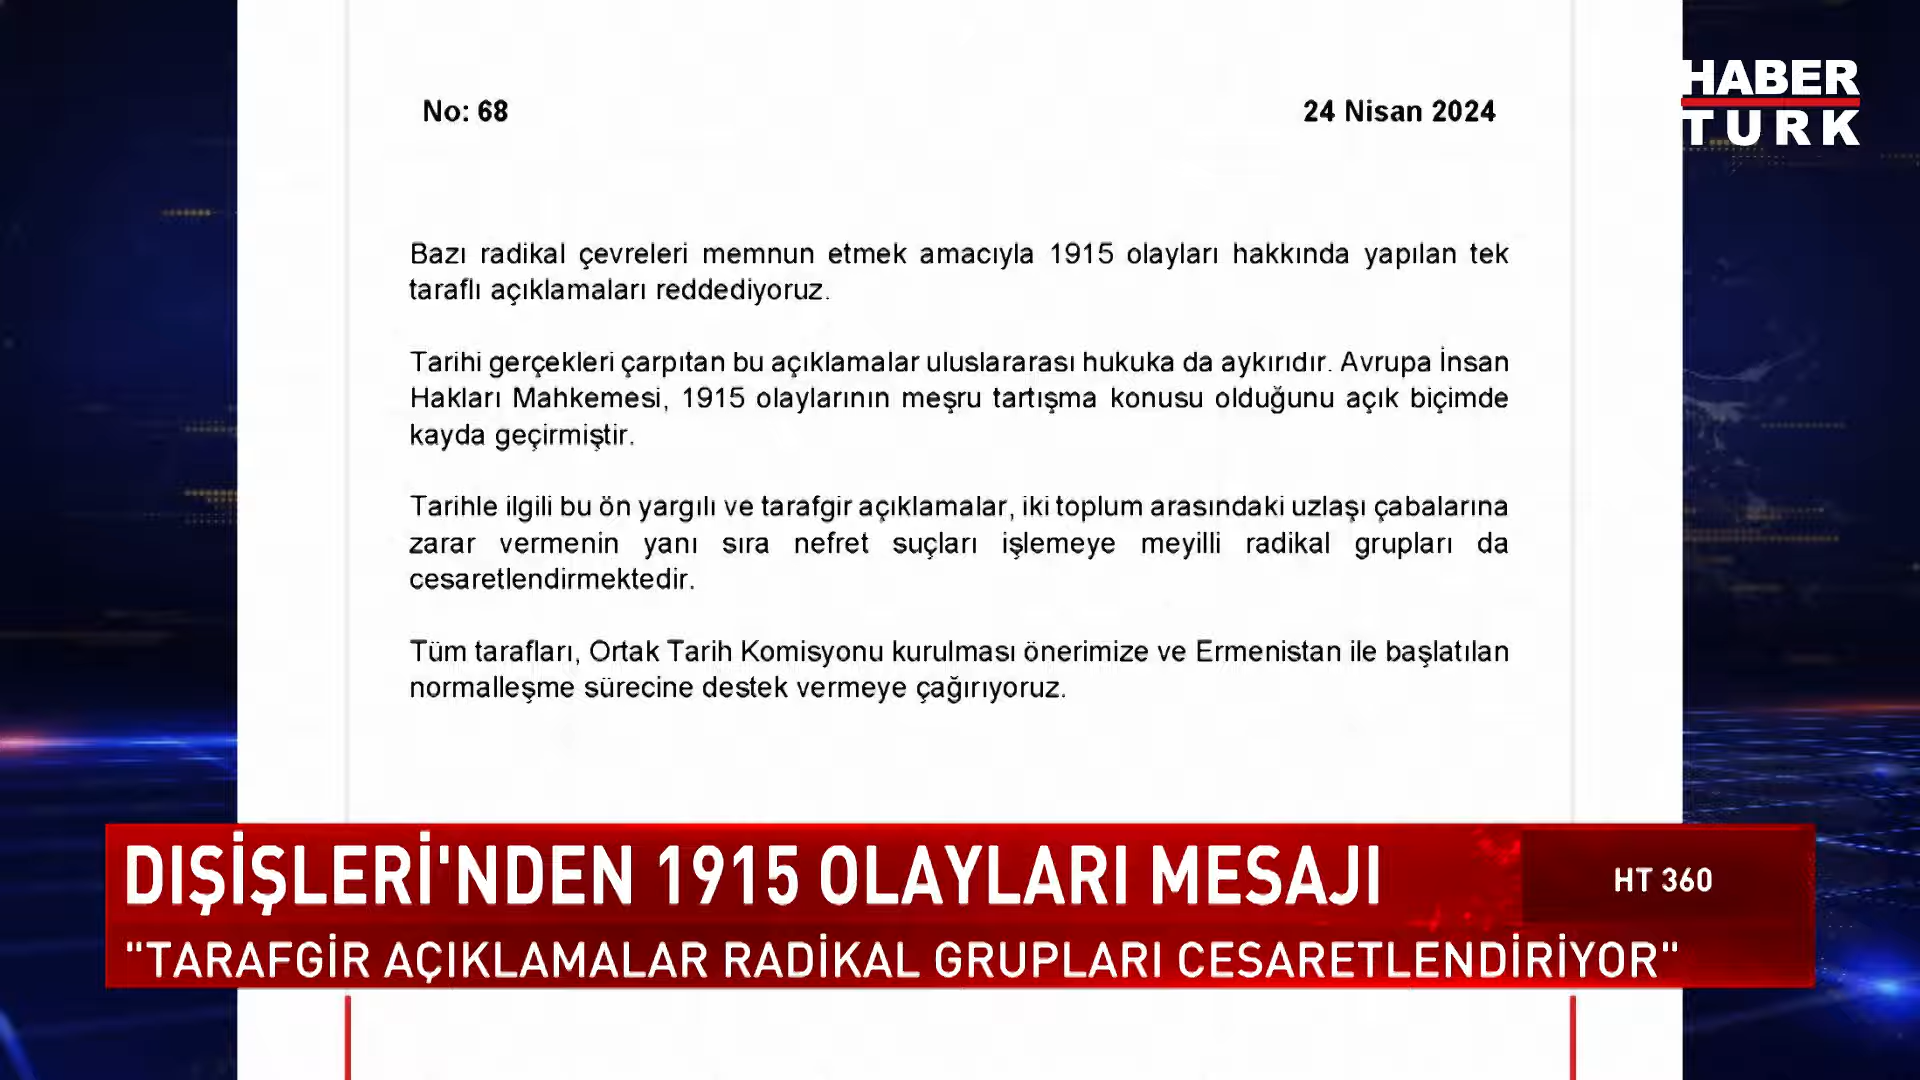 HABER
TURK
No: 68
24 Nisan 2024
Bazı radikal çevreleri memnun etmek amacıyla 1915 olayları hakkında yapılan tek
taraflı açıklamaları reddediyoruz.
Tarihi gerçekleri çarpıtan bu açıklamalar uluslararası hukuka da aykırıdır. Avrupa İnsan
Hakları Mahkemesi, 1915 olaylarının meşru tartışma konusu olduğunu açık biçimde
kayda geçirmiştir.
Tarihle ilgili bu ön yargılı ve tarafgir açıklamalar, iki toplum arasındaki uzlaşı çabalarına
zarar vermenin yanı sıra nefret suçları işlemeye meyilli radikal grupları da
cesaretlendirmektedir.
Tüm tarafları, Ortak Tarih Komisyonu kurulması önerimize ve Ermenistan ile başlatılan
normalleşme sürecine destek vermeye çağırıyoruz.
DIŞİŞLERİ'NDEN 1915 OLAYLARI MESAJI
HT 360
"TARAFGİR AÇIKLAMALAR RADİKAL GRUPLARI CESARETLENDİRİYOR"